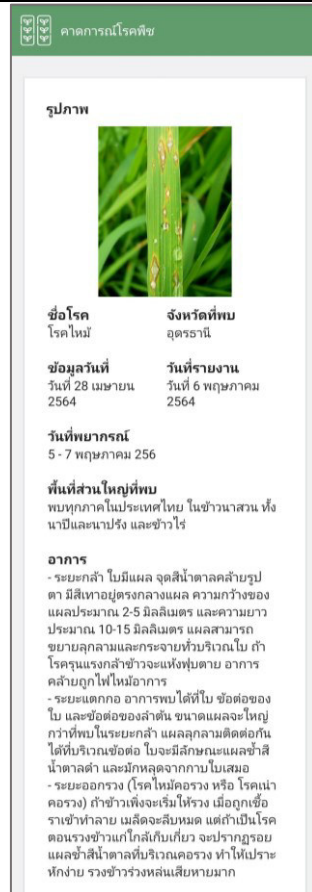 คาดการณ์โรคพืช
รูปภาพ
ชื่อโรค
โรคไหม้
จังหวัดที่พบ
อุดรธานี
ข้อมูลวันที่
วันที่ 28 เมษายน
2564
วันที่รายงาน
วันที่ 6 พฤษภาคม
2564
วันที่พยากรณ์
5 - 7 พฤษภาคม 256
พื้นที่ส่วนใหญ่ที่พบ
พบทุกภาคในประเทศไทย ในข้าวนาสวน ทั้ง
นาปีและนาปรัง และข้าวไร่
อาการ
- ระยะกล้า ใบมีแผล จุดสีน้ำตาลคล้ายรูป
ตา มีสีเทาอยู่ตรงกลางแผล ความกว้างของ
แผลประมาณ 2-5 มิลลิเมตร และความยาว
ประมาณ 10-15 มิลลิเมตร แผลสามารถ
ขยายลุกลามและกระจายทั่วบริเวณใบ ถ้า
โรครุนแรงกล้าข้าวจะแห้งฟุบตาย อาการ
คล้ายถูกไฟไหม้อาการ
- ระยะแตกกอ อาการพบได้ที่ใบ ข้อต่อของ
ใบ และข้อต่อของลำต้น ขนาดแผลจะใหญ่
กว่าที่พบในระยะกล้า แผลลุกลามติดต่อกัน
ได้ที่บริเวณข้อต่อ ใบจะมีลักษณะแผลช้ำสี
น้ำตาลดำ และมักหลุดจากกาบใบเสมอ
- ระยะออกรวง (โรคไหม้คอรวง หรือ โรคเน่า
คอรวง) ถ้าข้าวเพิ่งจะเริ่มให้รวง เมื่อถูกเชื้อ
ราเข้าทำลาย เมล็ดจะลีบหมด แต่ถ้าเป็นโรค
ตอนรวงข้าวแก่ใกล้เก็บเกี่ยว จะปรากฏรอย
แผลช้ำสีน้ำตาลที่บริเวณคอรวง ทำให้เปราะ
หักง่าย รวงข้าวร่วงหล่นเสียหายมาก